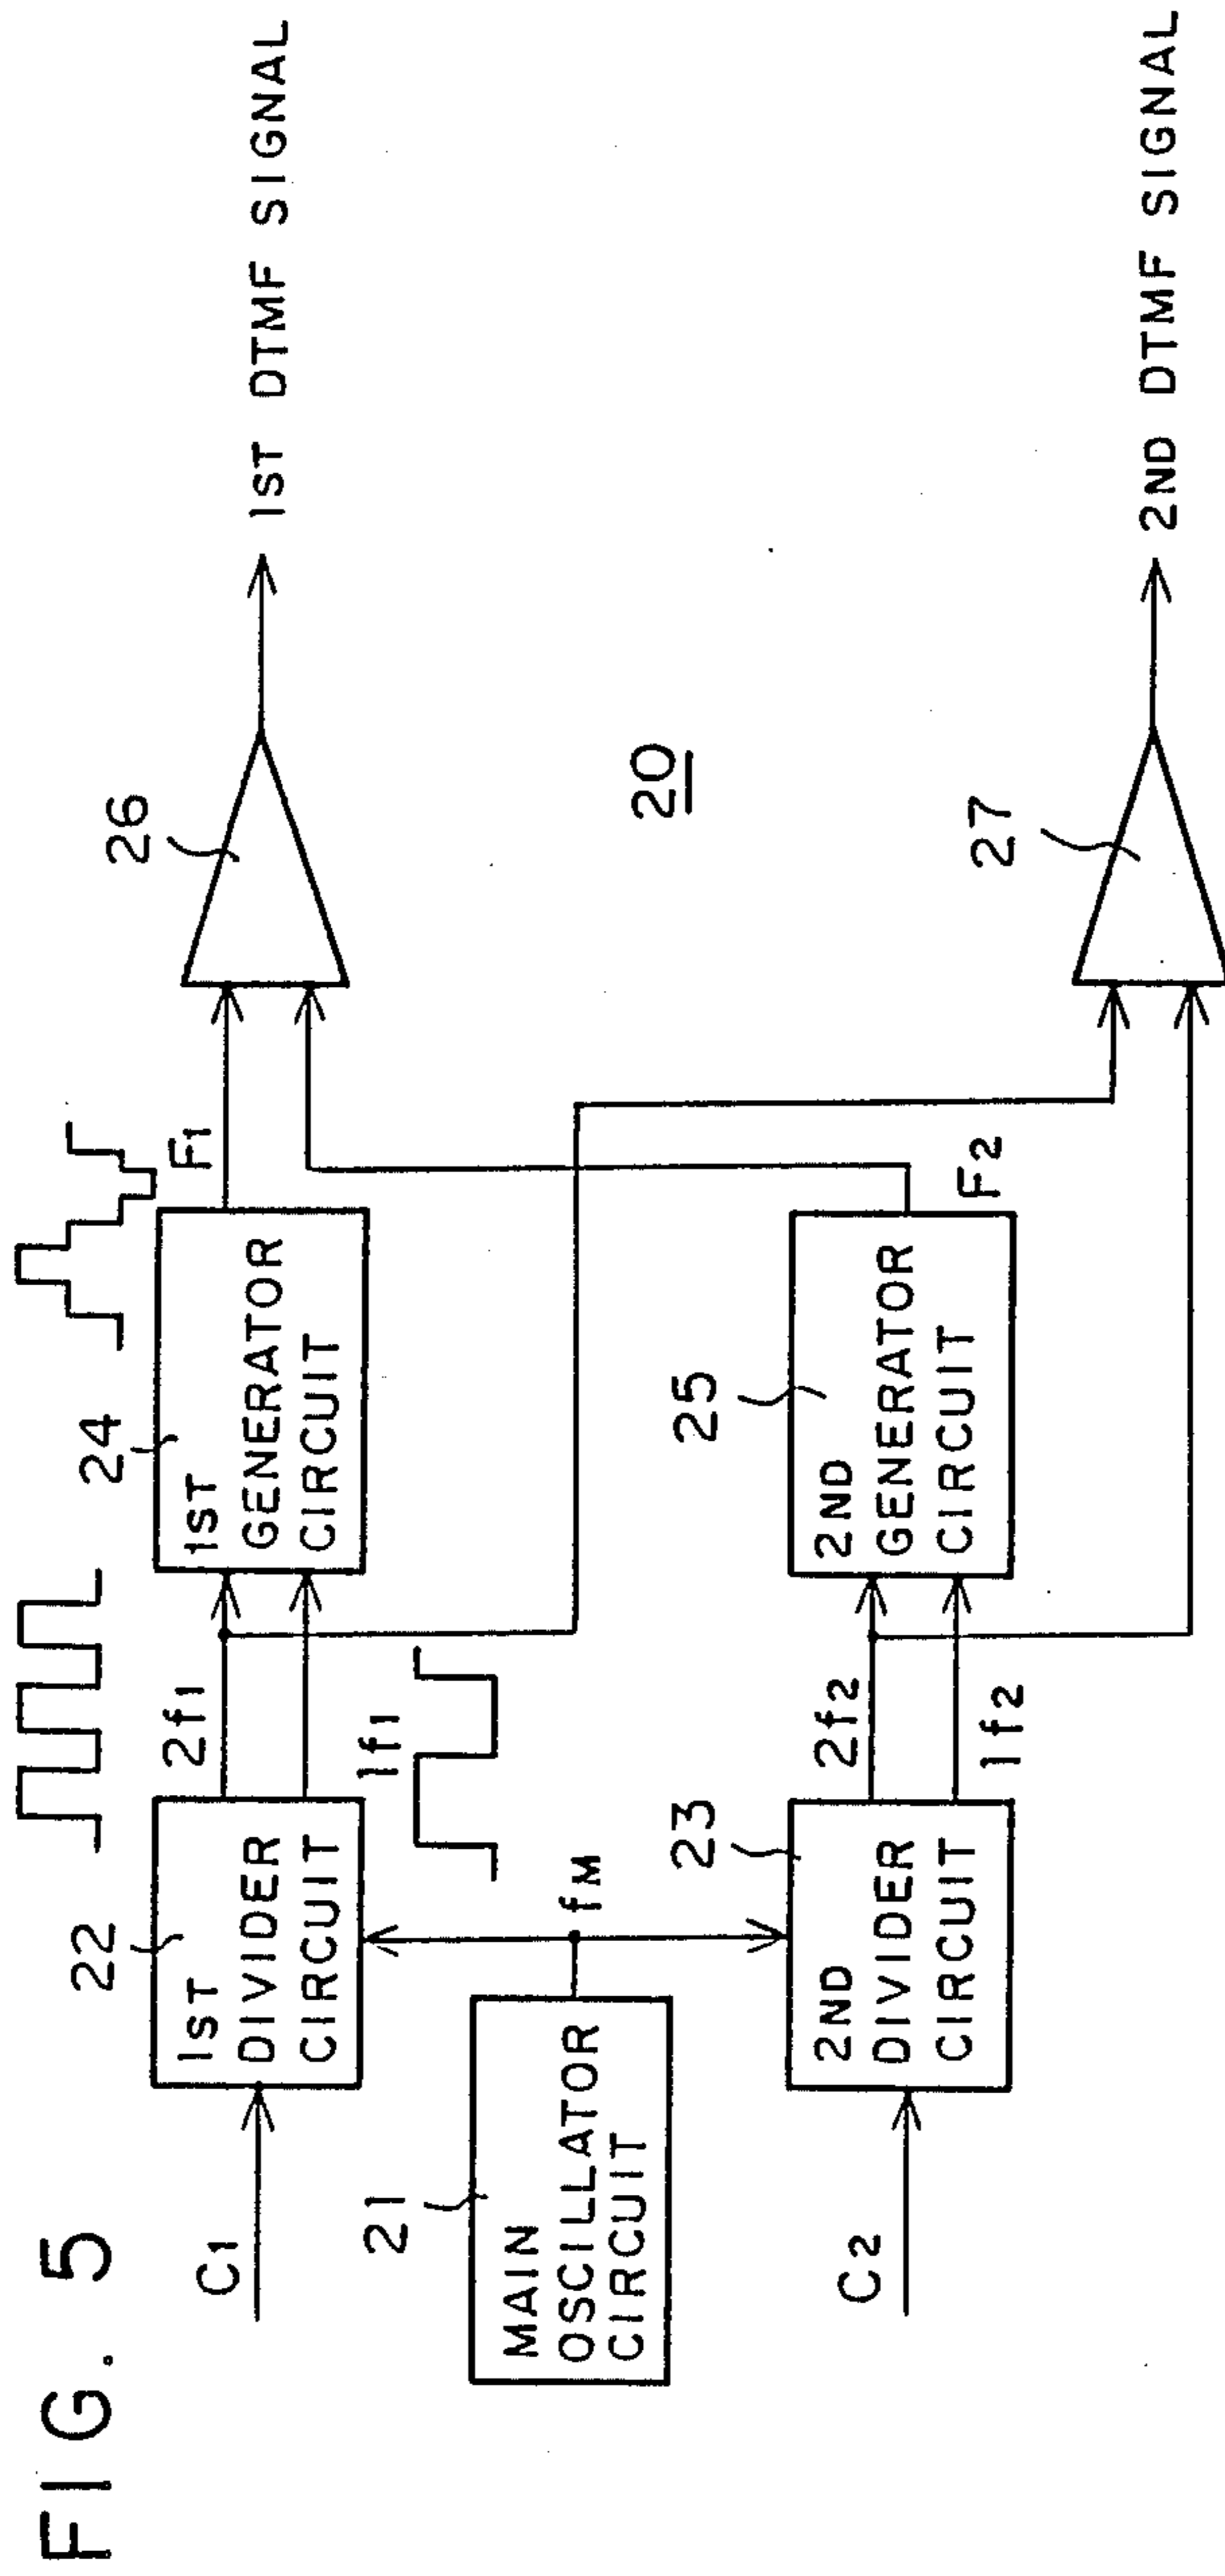 FIG. 5
C1
22
1ST
DIVIDER
CIRCUIT
2f1
1f1
24
1ST
GENERATOR
CIRCUIT
F1
26
1ST DTMF SIGNAL
21
MAIN
OSCILLATOR
CIRCUIT
fM
20
C2
23
2ND
DIVIDER
CIRCUIT
2f2
1f2
25
2ND
GENERATOR
CIRCUIT
F2
27
2ND DTMF SIGNAL